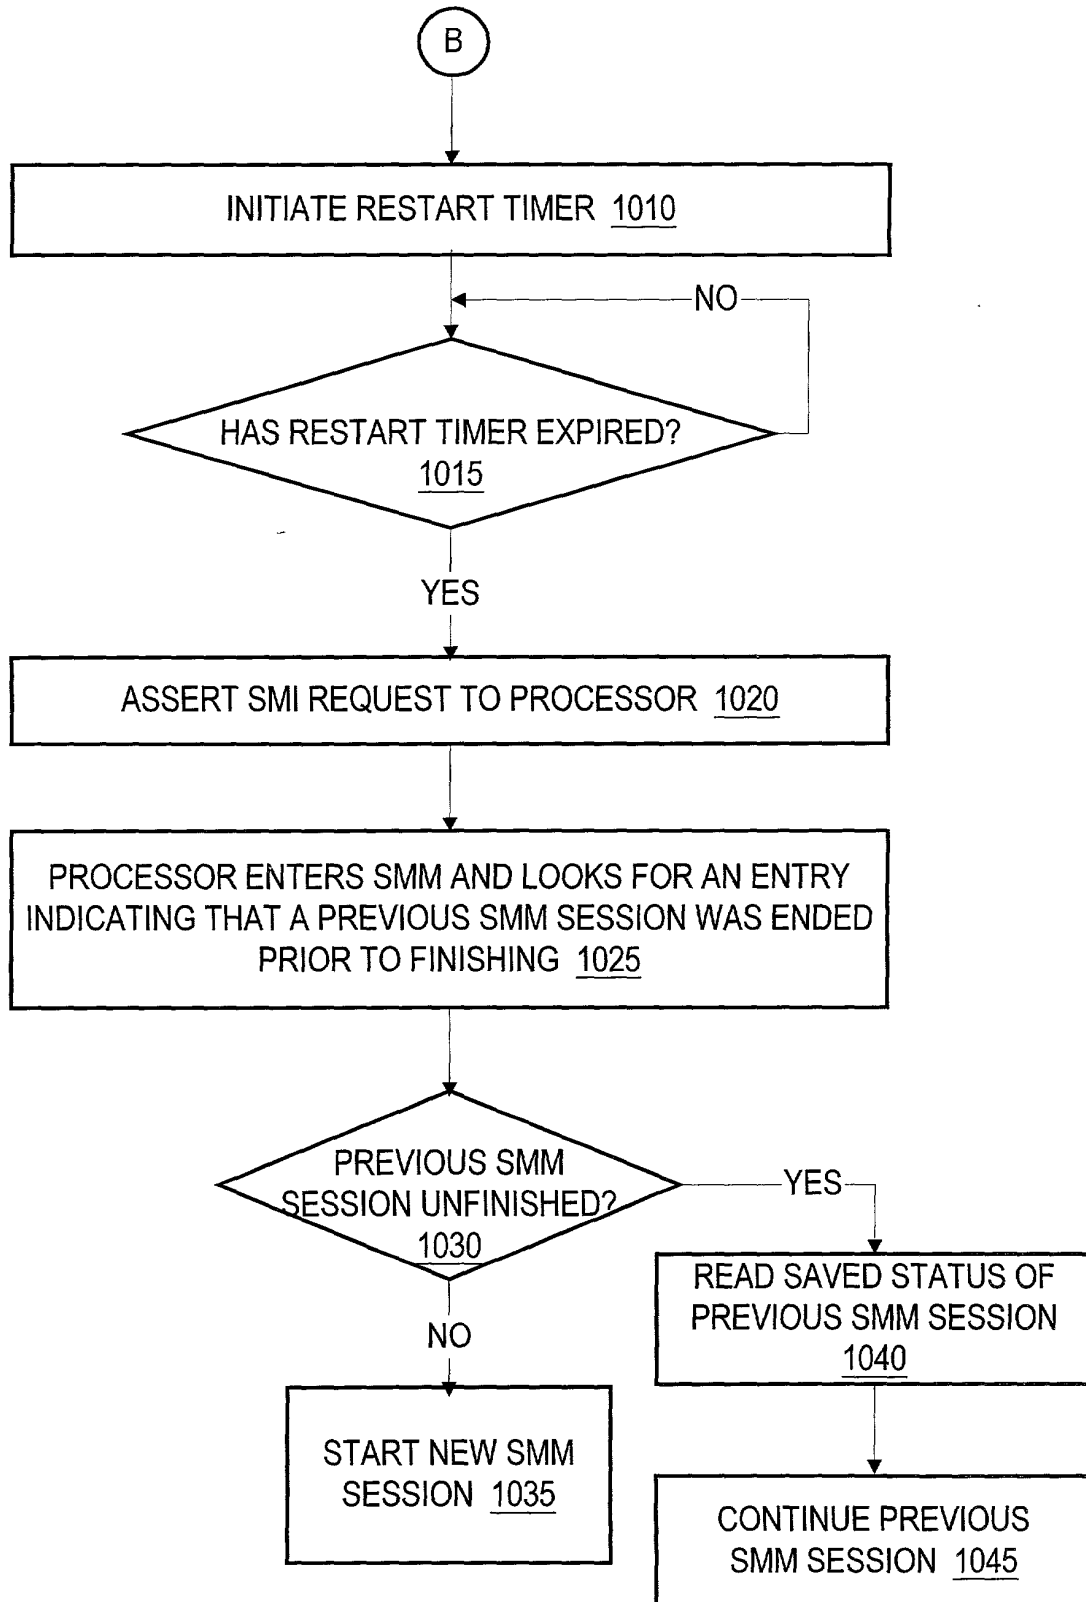 B
INITIATE RESTART TIMER 1010
NO
HAS RESTART TIMER EXPIRED?
1015
YES
ASSERT SMI REQUEST TO PROCESSOR 1020
PROCESSOR ENTERS SMM AND LOOKS FOR AN ENTRY
INDICATING THAT A PREVIOUS SMM SESSION WAS ENDED
PRIOR TO FINISHING 1025
PREVIOUS SMM
SESSION UNFINISHED?
1030
YES
NO
READ SAVED STATUS OF
PREVIOUS SMM SESSION
1040
START NEW SMM
SESSION 1035
CONTINUE PREVIOUS
SMM SESSION 1045